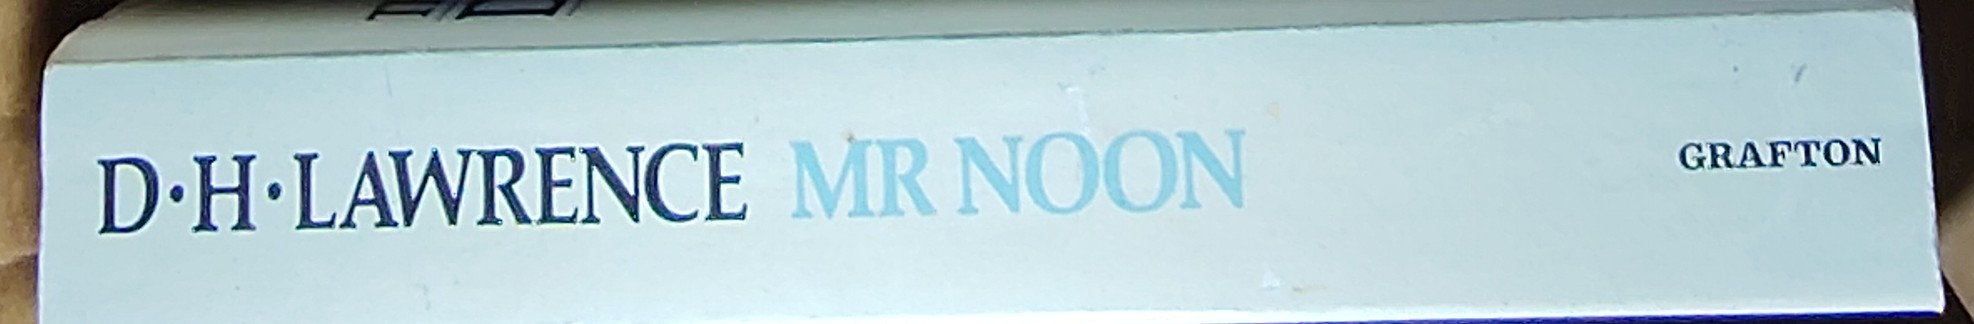 D·H·LAWRENCE MR NOON GRAFTON